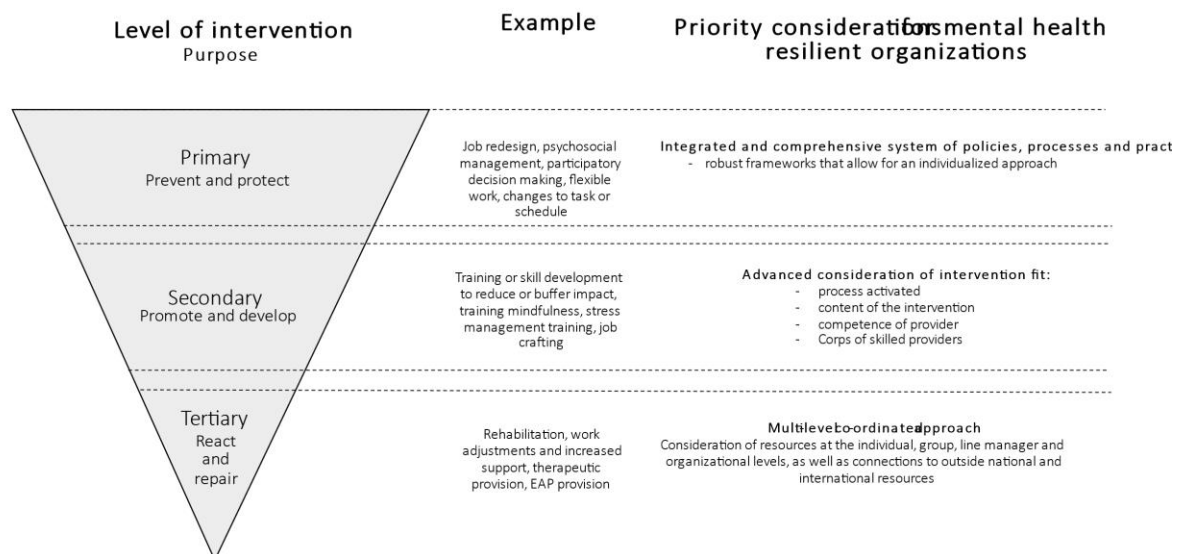 Level of intervention
Purpose
Example
Priority considerations for mental health
resilient organizations
Primary
Prevent and protect
Job redesign, psychosocial
management, participatory
decision making, flexible
work, changes to task or
schedule
Integrated and comprehensive system of policies, processes and pract
- robust frameworks that allow for an individualized approach
Secondary
Promote and develop
Training or skill development
to reduce or buffer impact,
training mindfulness, stress
management training, job
crafting
Advanced consideration of intervention fit:
- process activated
- content of the intervention
- competence of provider
- Corps of skilled providers
Tertiary
React
and
repair
Rehabilitation, work
adjustments and increased
support, therapeutic
provision, EAP provision
Multi-level co-ordinated approach
Consideration of resources at the individual, group, line manager and
organizational levels, as well as connections to outside national and
international resources